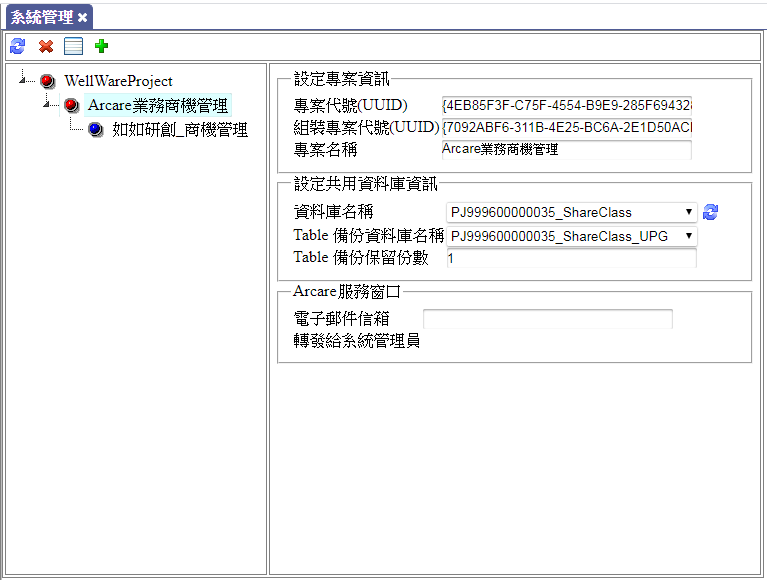 系統管理
WellWareProject
Arcare業務商機管理
如如研創_商機管理
設定專案資訊
專案代號(UUID) {4EB85F3F-C75F-4554-B9E9-285F69432
組裝專案代號(UUID) {7092ABF6-311B-4E25-BC6A-2E1D50AC
專案名稱 Arcare業務商機管理
設定共用資料庫資訊
資料庫名稱 PJ999600000035_ShareClass
Table 備份資料庫名稱 PJ999600000035_ShareClass_UPG
Table 備份保留份數 1
Arcare服務窗口
電子郵件信箱
轉發給系統管理員